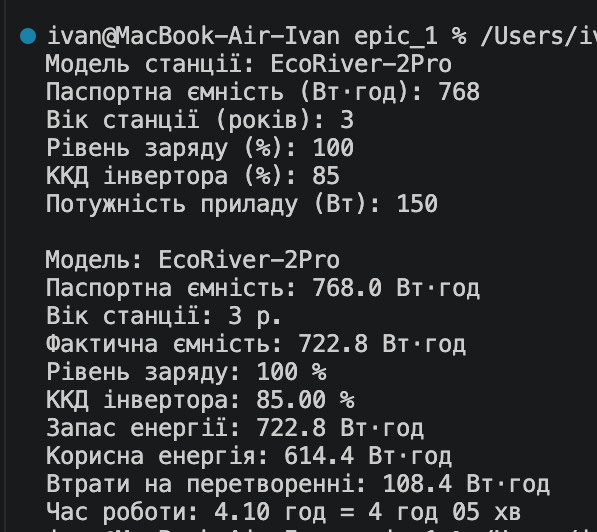 ivan@MacBook-Air-Ivan epic_1 % /Users/iv
Модель станції: EcoRiver-2Pro
Паспортна ємність (Вт·год): 768
Вік станції (років): 3
Рівень заряду (%): 100
ККД інвертора (%): 85
Потужність приладу (Вт): 150
Модель: EcoRiver-2Pro
Паспортна ємність: 768.0 Вт·год
Вік станції: 3 р.
Фактична ємність: 722.8 Вт·год
Рівень заряду: 100 %
ККД інвертора: 85.00 %
Запас енергії: 722.8 Вт·год
Корисна енергія: 614.4 Вт·год
Втрати на перетворенні: 108.4 Вт·год
Час роботи: 4.10 год = 4 год 05 хв